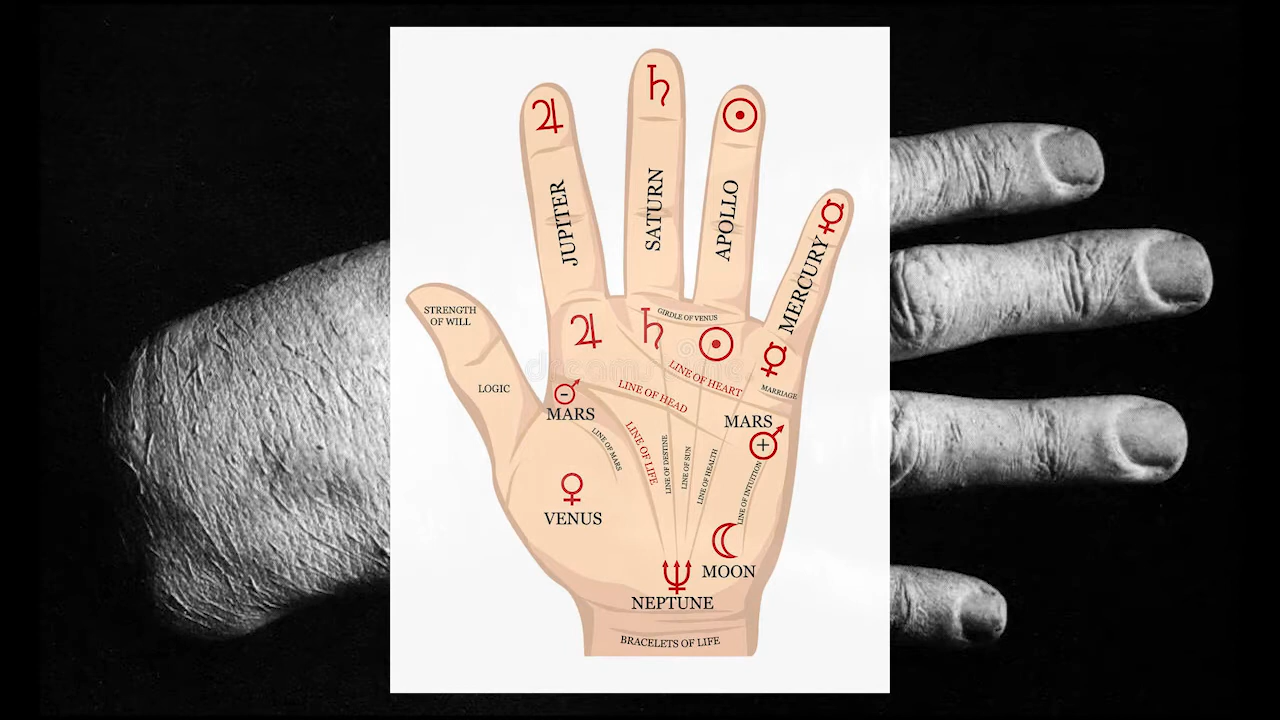 JUPITER
SATURN
APOLLO
MERCURY
STRENGTH
OF WILL
LOGIC
GIRDLE OF VENUS
LINE OF HEART
MARRIAGE
LINE OF HEAD
MARS
MARS
LINE OF MARS
LINE OF LIFE
LINE OF DESTINE
LINE OF SUN
LINE OF HEALTH
LINE OF INTUITION
VENUS
MOON
NEPTUNE
BRACELETS OF LIFE